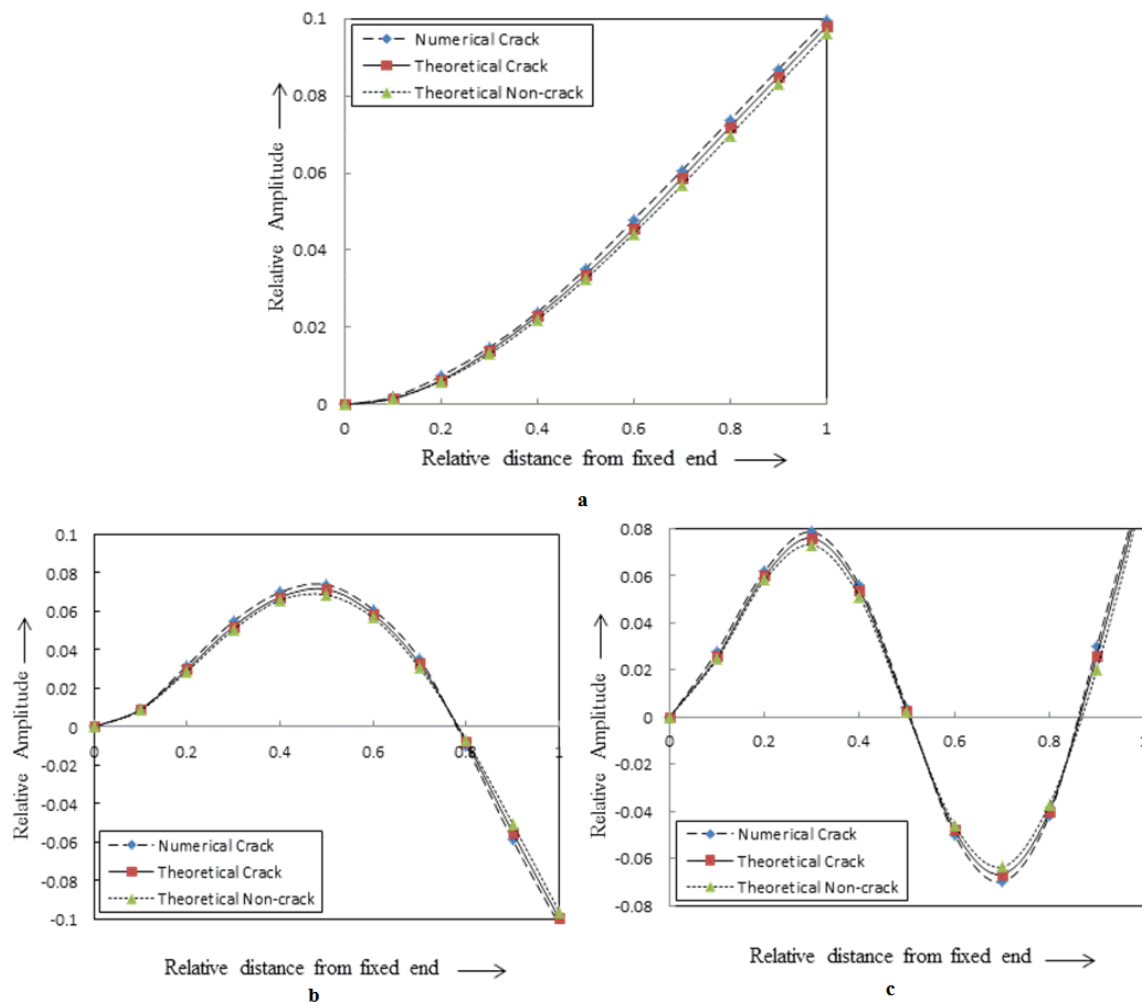 0.1
0.08
0.06
0.04
0.02
0
Relative Amplitude
Numerical Crack
Theoretical Crack
Theoretical Non-crack
0 0.2 0.4 0.6 0.8 1
Relative distance from fixed end
a
0.1
0.08
0.06
0.04
0.02
0
-0.02
-0.04
-0.06
-0.08
-0.1
Relative Amplitude
0 0.2 0.4 0.6 0.8 1
Numerical Crack
Theoretical Crack
Theoretical Non-crack
Relative distance from fixed end
b
0.08
0.06
0.04
0.02
0
-0.02
-0.04
-0.06
-0.08
Relative Amplitude
0 0.2 0.4 0.6 0.8 1
Numerical Crack
Theoretical Crack
Theoretical Non-crack
Relative distance from fixed end
c